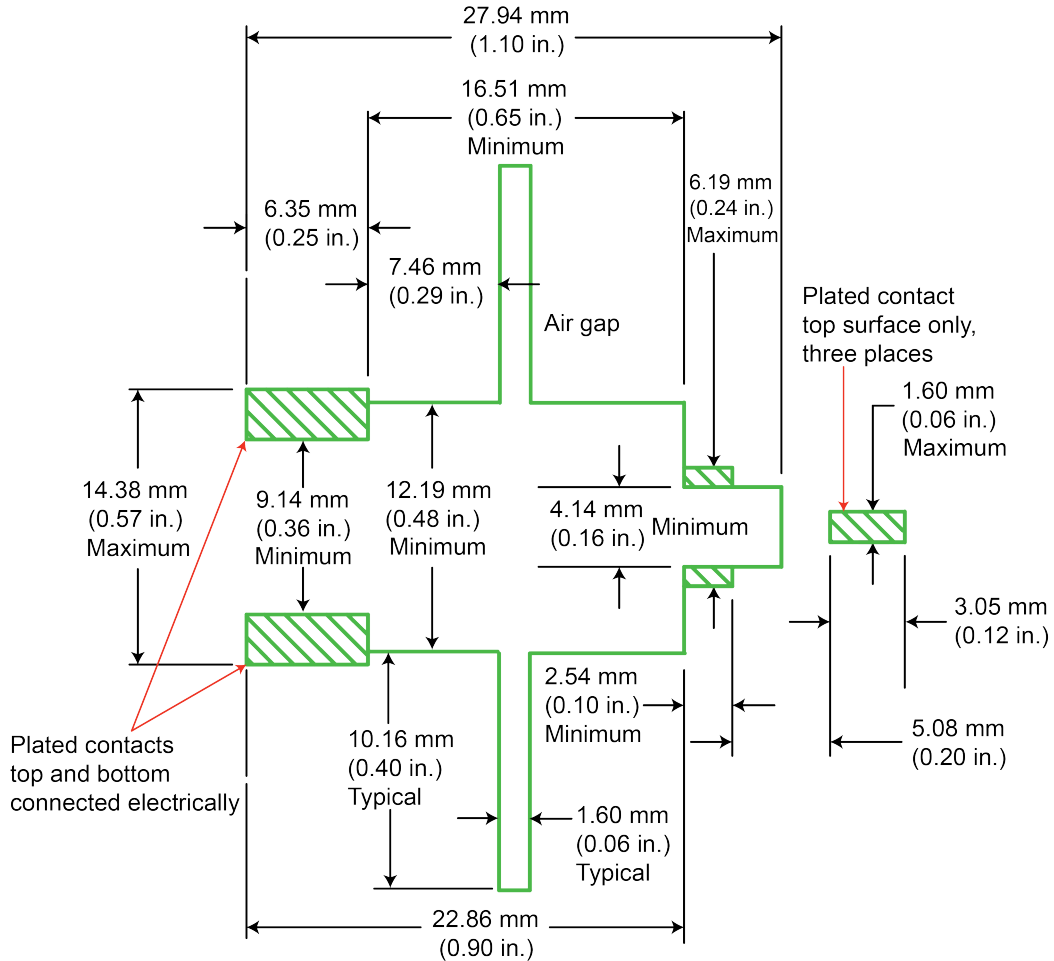 27.94 mm
(1.10 in.)
16.51 mm
(0.65 in.)
Minimum
6.19 mm
(0.24 in.)
Maximum
6.35 mm
(0.25 in.)
7.46 mm
(0.29 in.)
Air gap
Plated contact
top surface only,
three places
1.60 mm
(0.06 in.)
Maximum
14.38 mm
(0.57 in.)
Maximum
9.14 mm
(0.36 in.)
Minimum
12.19 mm
(0.48 in.)
Minimum
4.14 mm
(0.16 in.)
Minimum
3.05 mm
(0.12 in.)
2.54 mm
(0.10 in.)
Minimum
5.08 mm
(0.20 in.)
Plated contacts
top and bottom
connected electrically
10.16 mm
(0.40 in.)
Typical
1.60 mm
(0.06 in.)
Typical
22.86 mm
(0.90 in.)